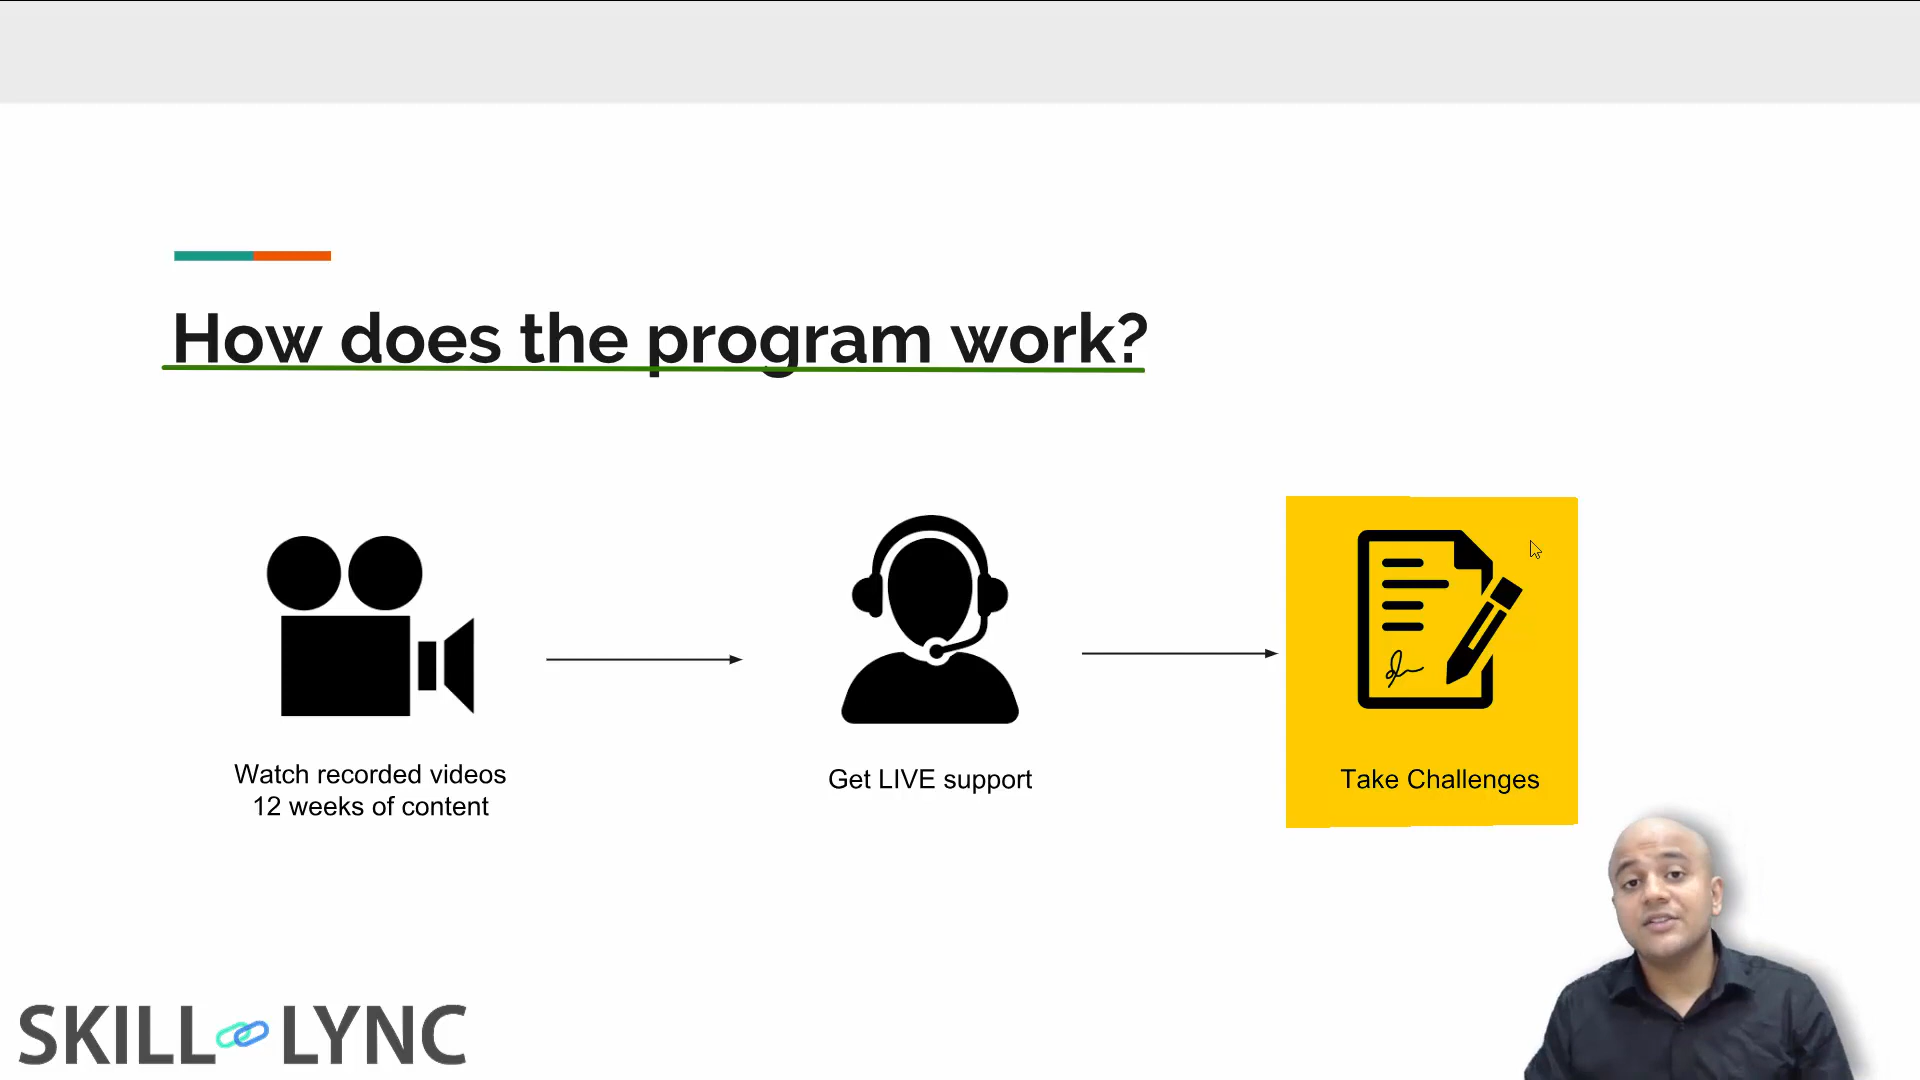 How does the program work?
Watch recorded videos
12 weeks of content
Get LIVE support
Take Challenges
SKILL LYNC